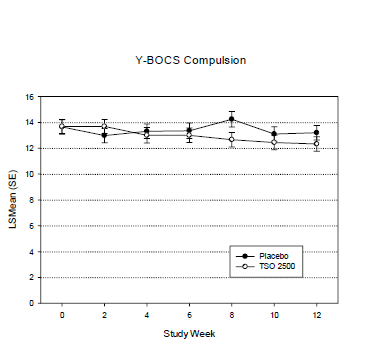 Y-BOCS Compulsion
16
14
12
10
8
6
4
2
0
LSMean (SE)
Placebo
TSO 2500
0 2 4 6 8 10 12
Study Week